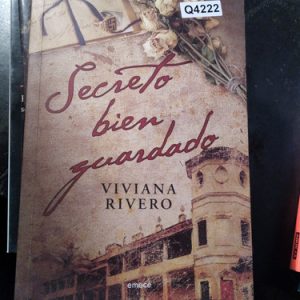 Q4222
Secreto
bien
guardado
VIVIANA
RIVERO
emecé